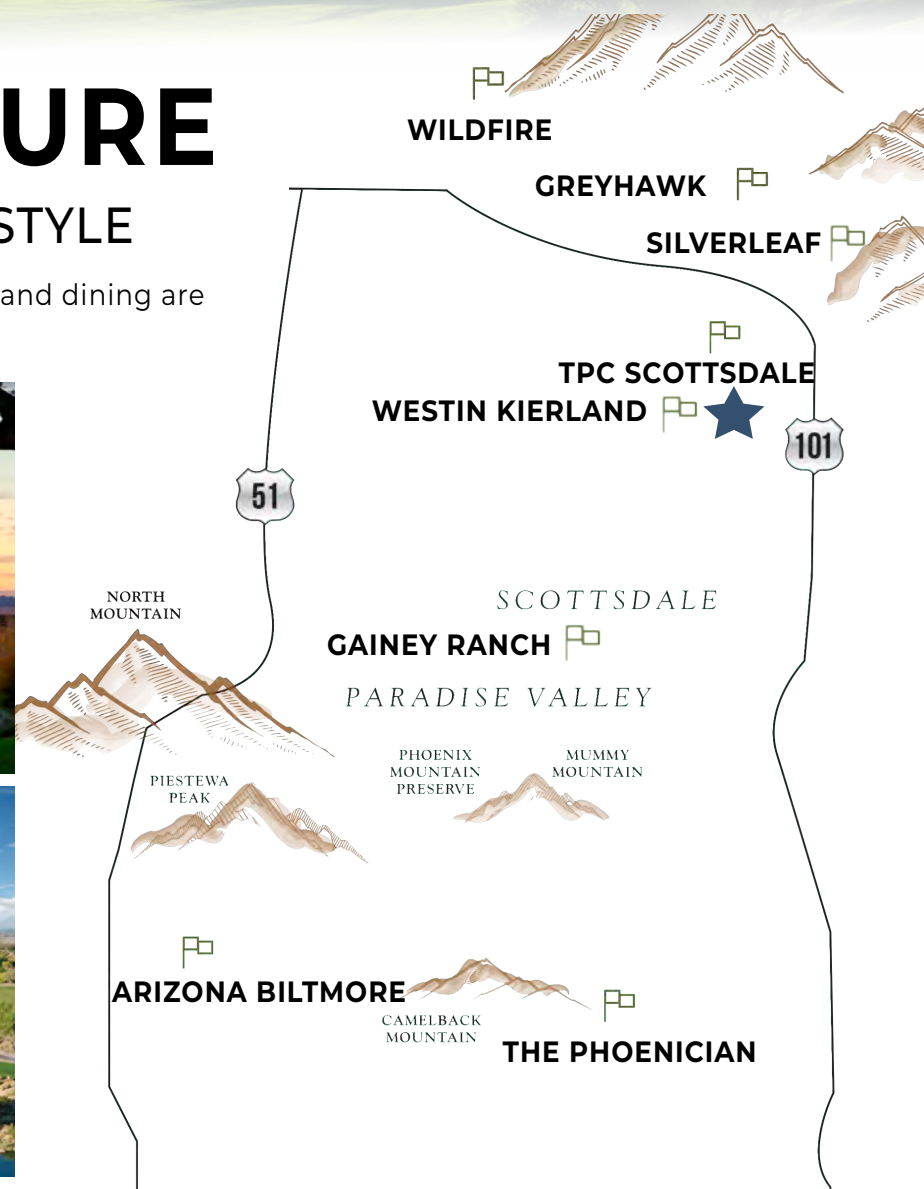 URE
STYLE
and dining are
WILDFIRE
GREYHAWK
SILVERLEAF
TPC SCOTTSDALE
WESTIN KIERLAND
101
51
NORTH
MOUNTAIN
SCOTTSDALE
GAINEY RANCH
PARADISE VALLEY
PHOENIX
MOUNTAIN
PRESERVE
MUMMY
MOUNTAIN
PIESTEWA
PEAK
ARIZONA BILTMORE
CAMELBACK
MOUNTAIN
THE PHOENICIAN